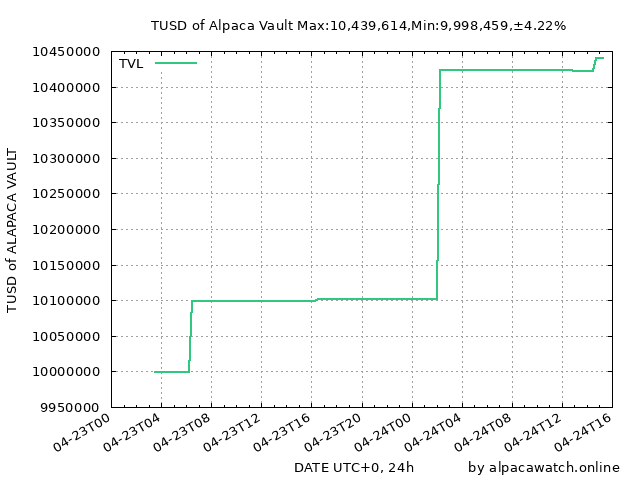 TUSD of Alpaca Vault Max:10,439,614,Min:9,998,459,±4.22%
TVL
TUSD of ALAPACA VAULT
10450000
10400000
10350000
10300000
10250000
10200000
10150000
10100000
10050000
10000000
9950000
04-23T00
04-23T04
04-23T08
04-23T12
04-23T16
04-23T20
04-24T00
04-24T04
04-24T08
04-24T12
04-24T16
DATE UTC+0, 24h
by alpacawatch.online